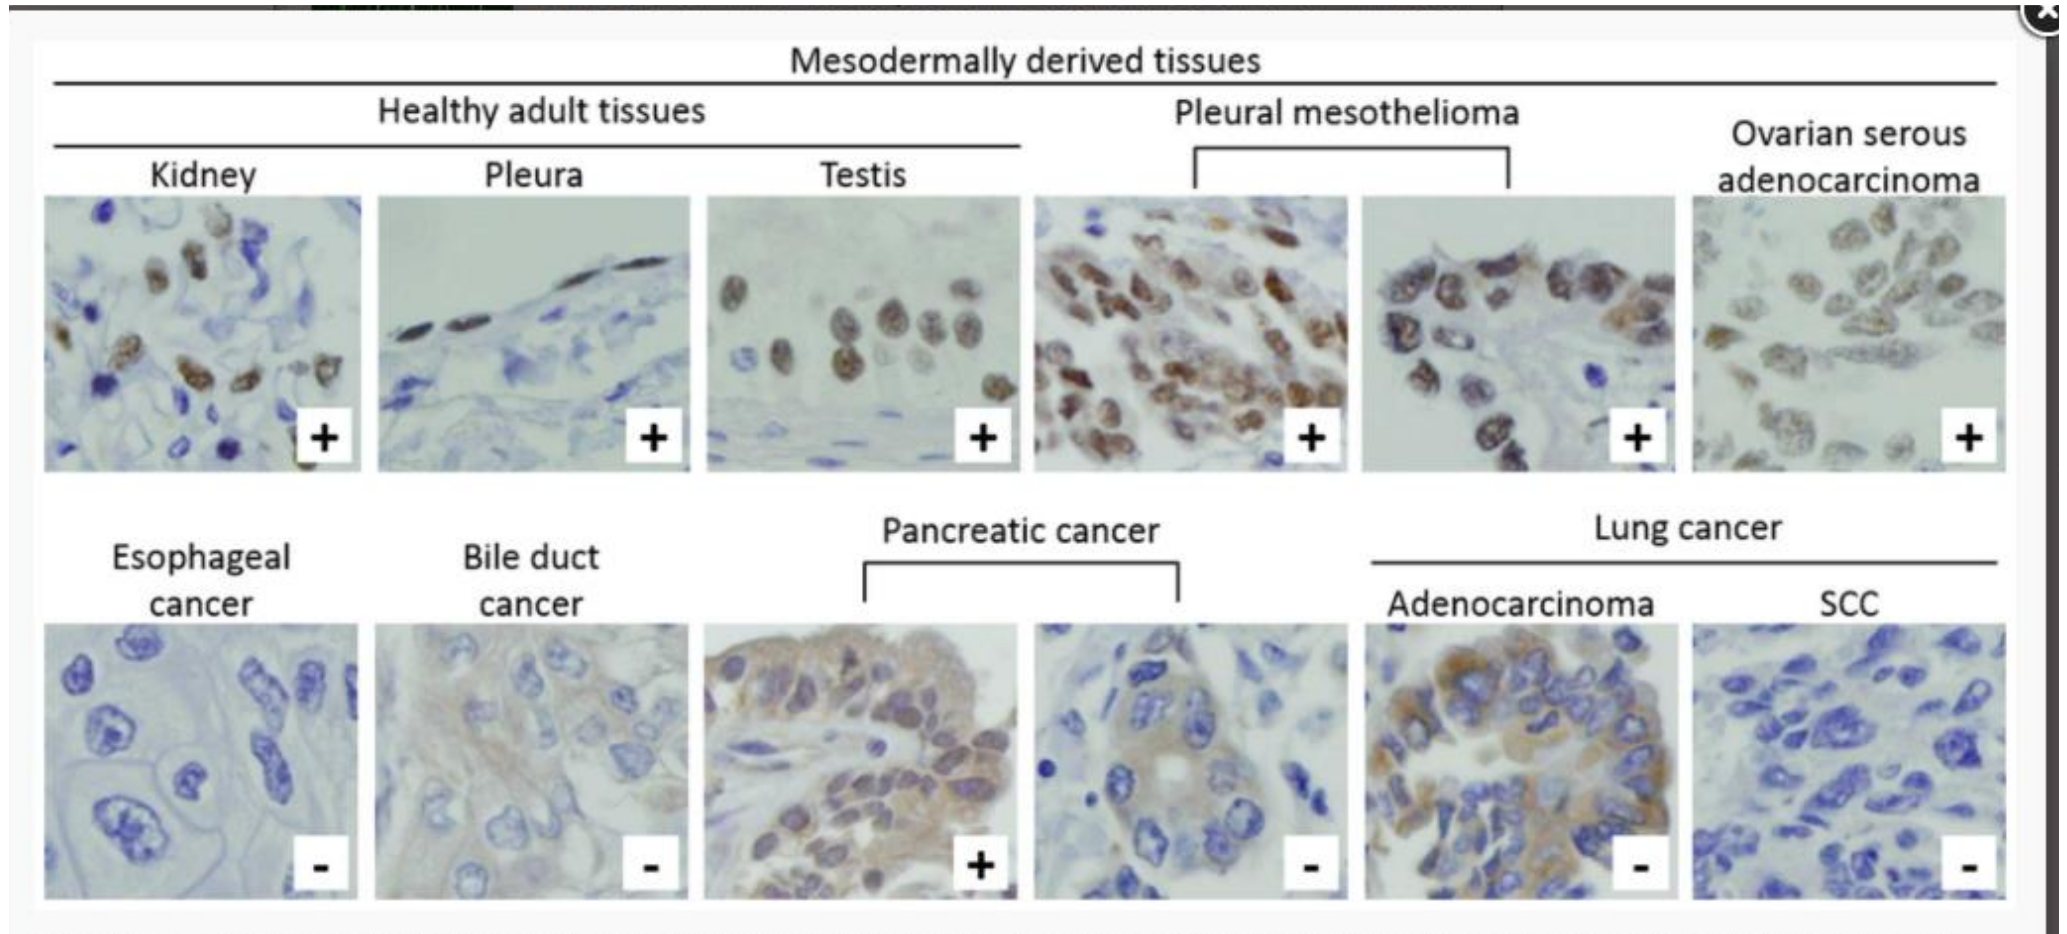 Mesodermally derived tissues
Healthy adult tissues
Pleural mesothelioma
Ovarian serous
adenocarcinoma
Kidney
Pleura
Testis
+
+
+
+
+
+
Esophageal
cancer
Bile duct
cancer
Pancreatic cancer
Lung cancer
Adenocarcinoma
SCC
-
-
+
-
-
-